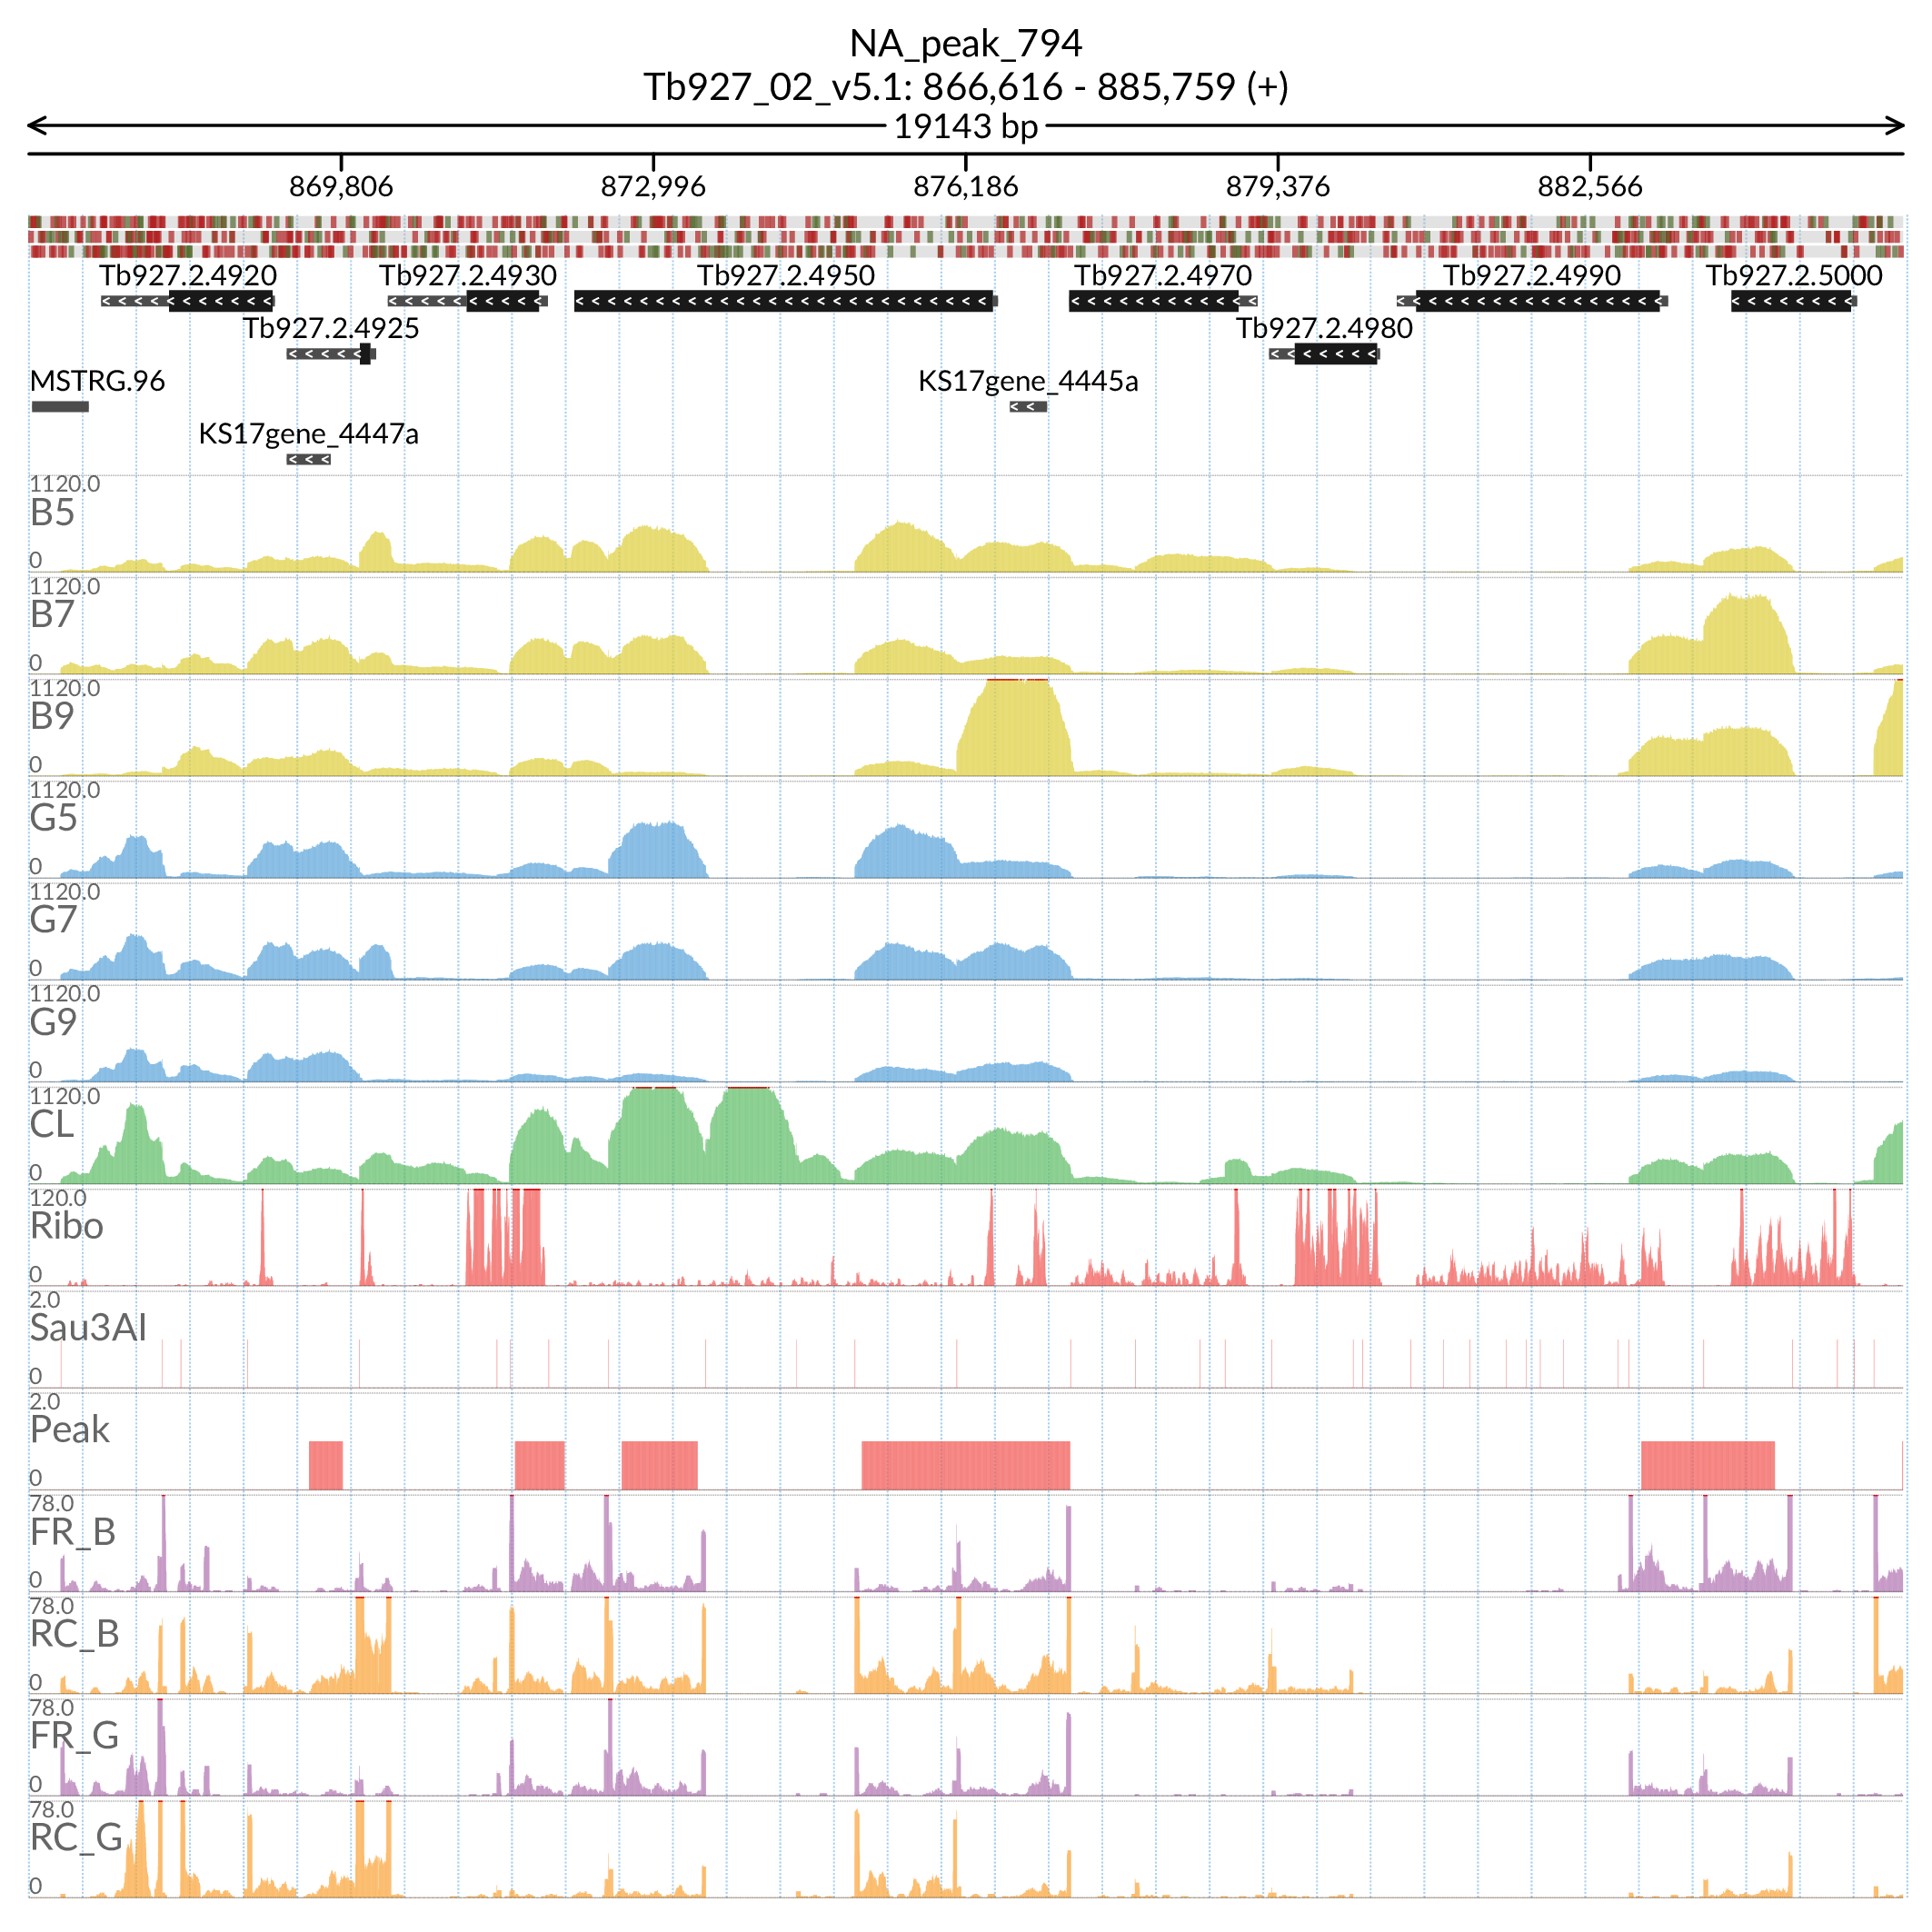 NA_peak_794
Tb927_02_v5.1: 866,616 - 885,759 (+)
19143 bp
869,806 872,996 876,186 879,376 882,566
Tb927.2.4920 Tb927.2.4930 Tb927.2.4950 Tb927.2.4970 Tb927.2.4990 Tb927.2.5000
Tb927.2.4925 Tb927.2.4980
MSTRG.96 KS17gene_4445a
KS17gene_4447a
1120.0
B5
0
1120.0
B7
0
1120.0
B9
0
1120.0
G5
0
1120.0
G7
0
1120.0
G9
0
1120.0
CL
0
120.0
Ribo
0
2.0
Sau3AI
0
2.0
Peak
0
78.0
FR_B
0
78.0
RC_B
0
78.0
FR_G
0
78.0
RC_G
0